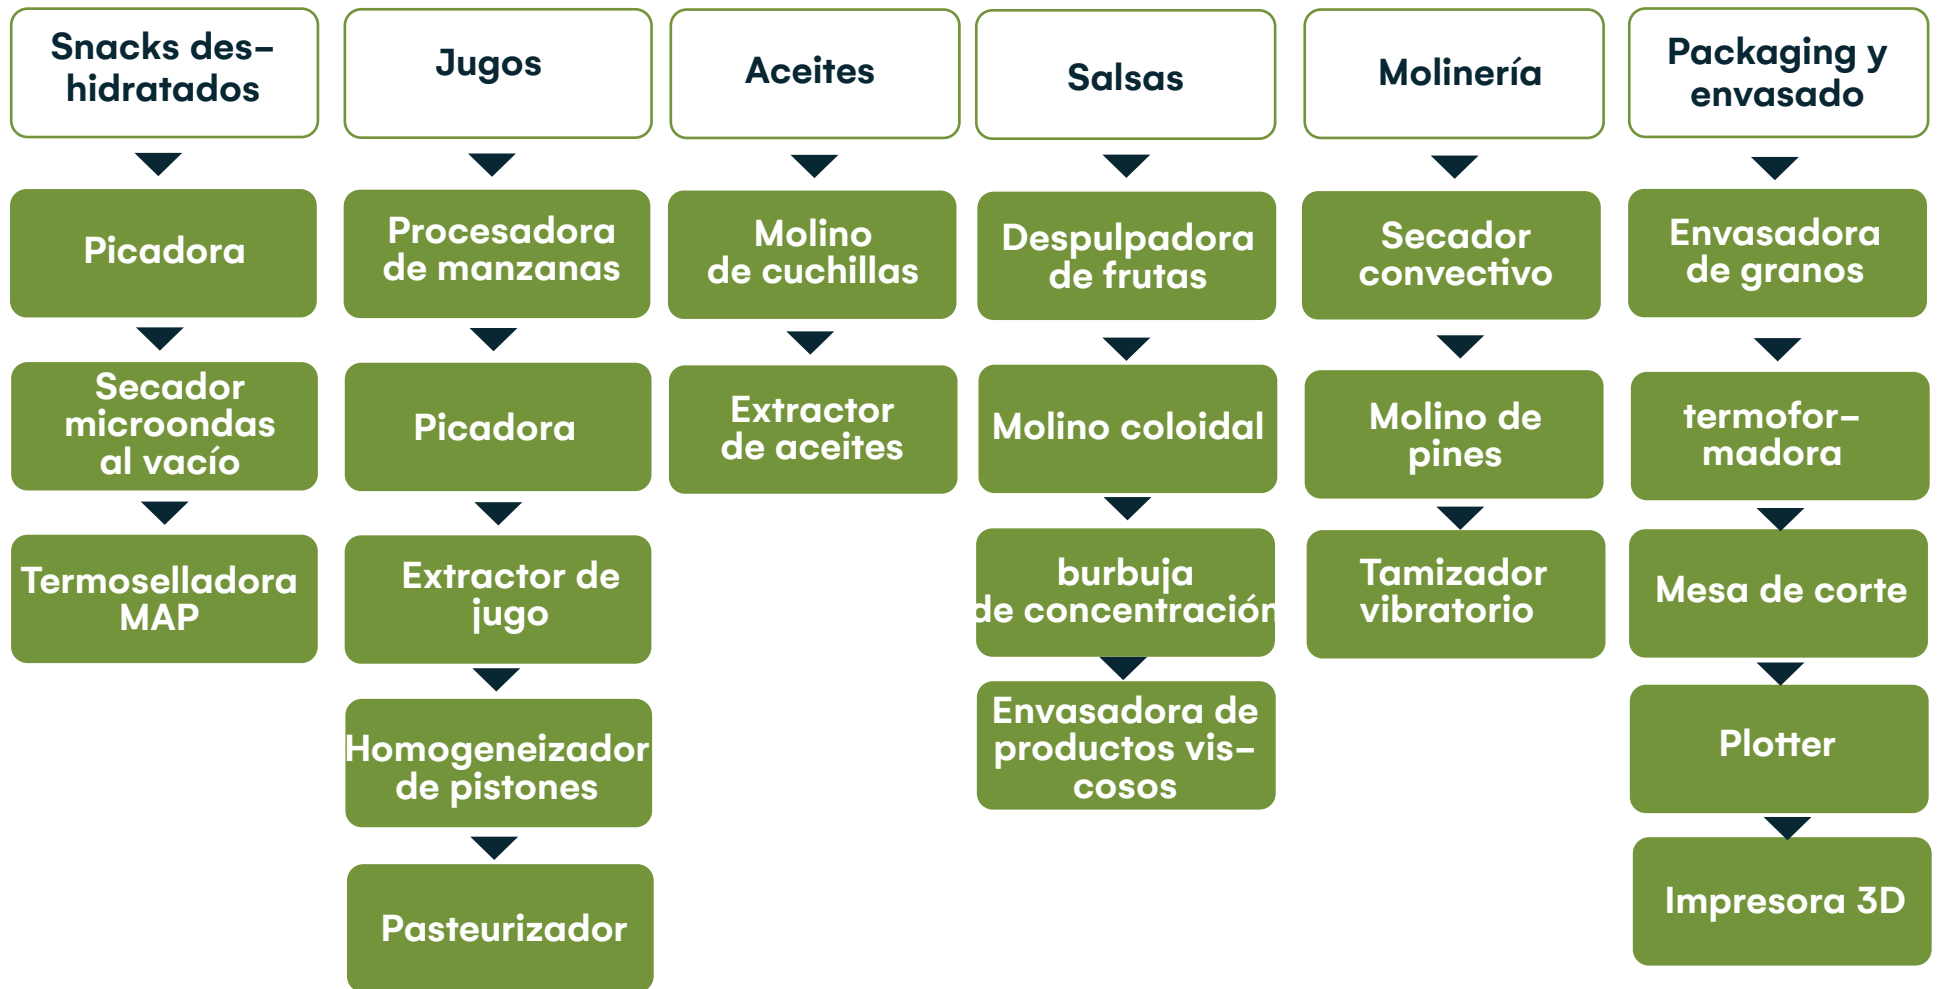 Snacks des-
hidratados
Jugos
Aceites
Salsas
Molinería
Packaging y
envasado
Picadora
Procesadora
de manzanas
Molino
de cuchillas
Despulpadora
de frutas
Secador
convectivo
Envasadora
de granos
Secador
microondas
al vacío
Picadora
Extractor
de aceites
Molino coloidal
Molino de
pines
termofor-
madora
Termoselladora
MAP
Extractor de
jugo
burbuja
de concentración
Tamizador
vibratorio
Mesa de corte
Homogeneizador
de pistones
Envasadora de
productos vis-
cosos
Plotter
Pasteurizador
Impresora 3D